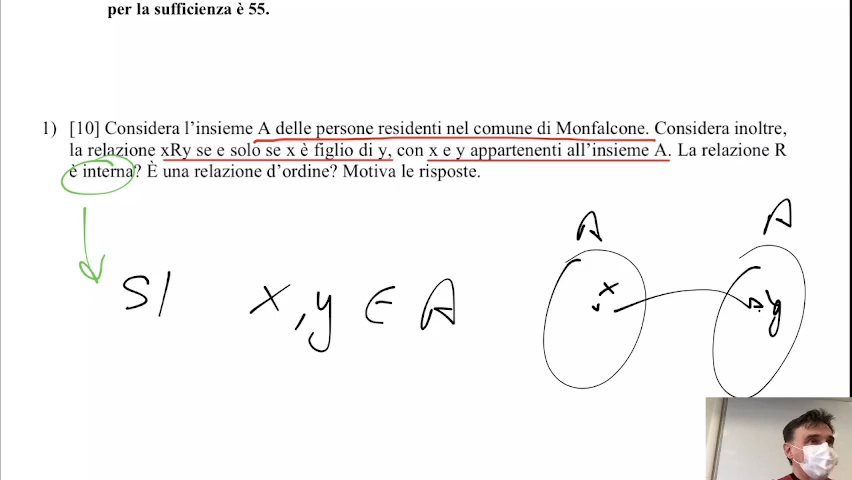 per la sufficienza è 55.
1) [10] Considera l’insieme A delle persone residenti nel comune di Monfalcone. Considera inoltre,
la relazione xRy se e solo se x è figlio di y, con x e y appartenenti all’insieme A. La relazione R
è interna? È una relazione d’ordine? Motiva le risposte.
A A
SI x, y ∈ A x y